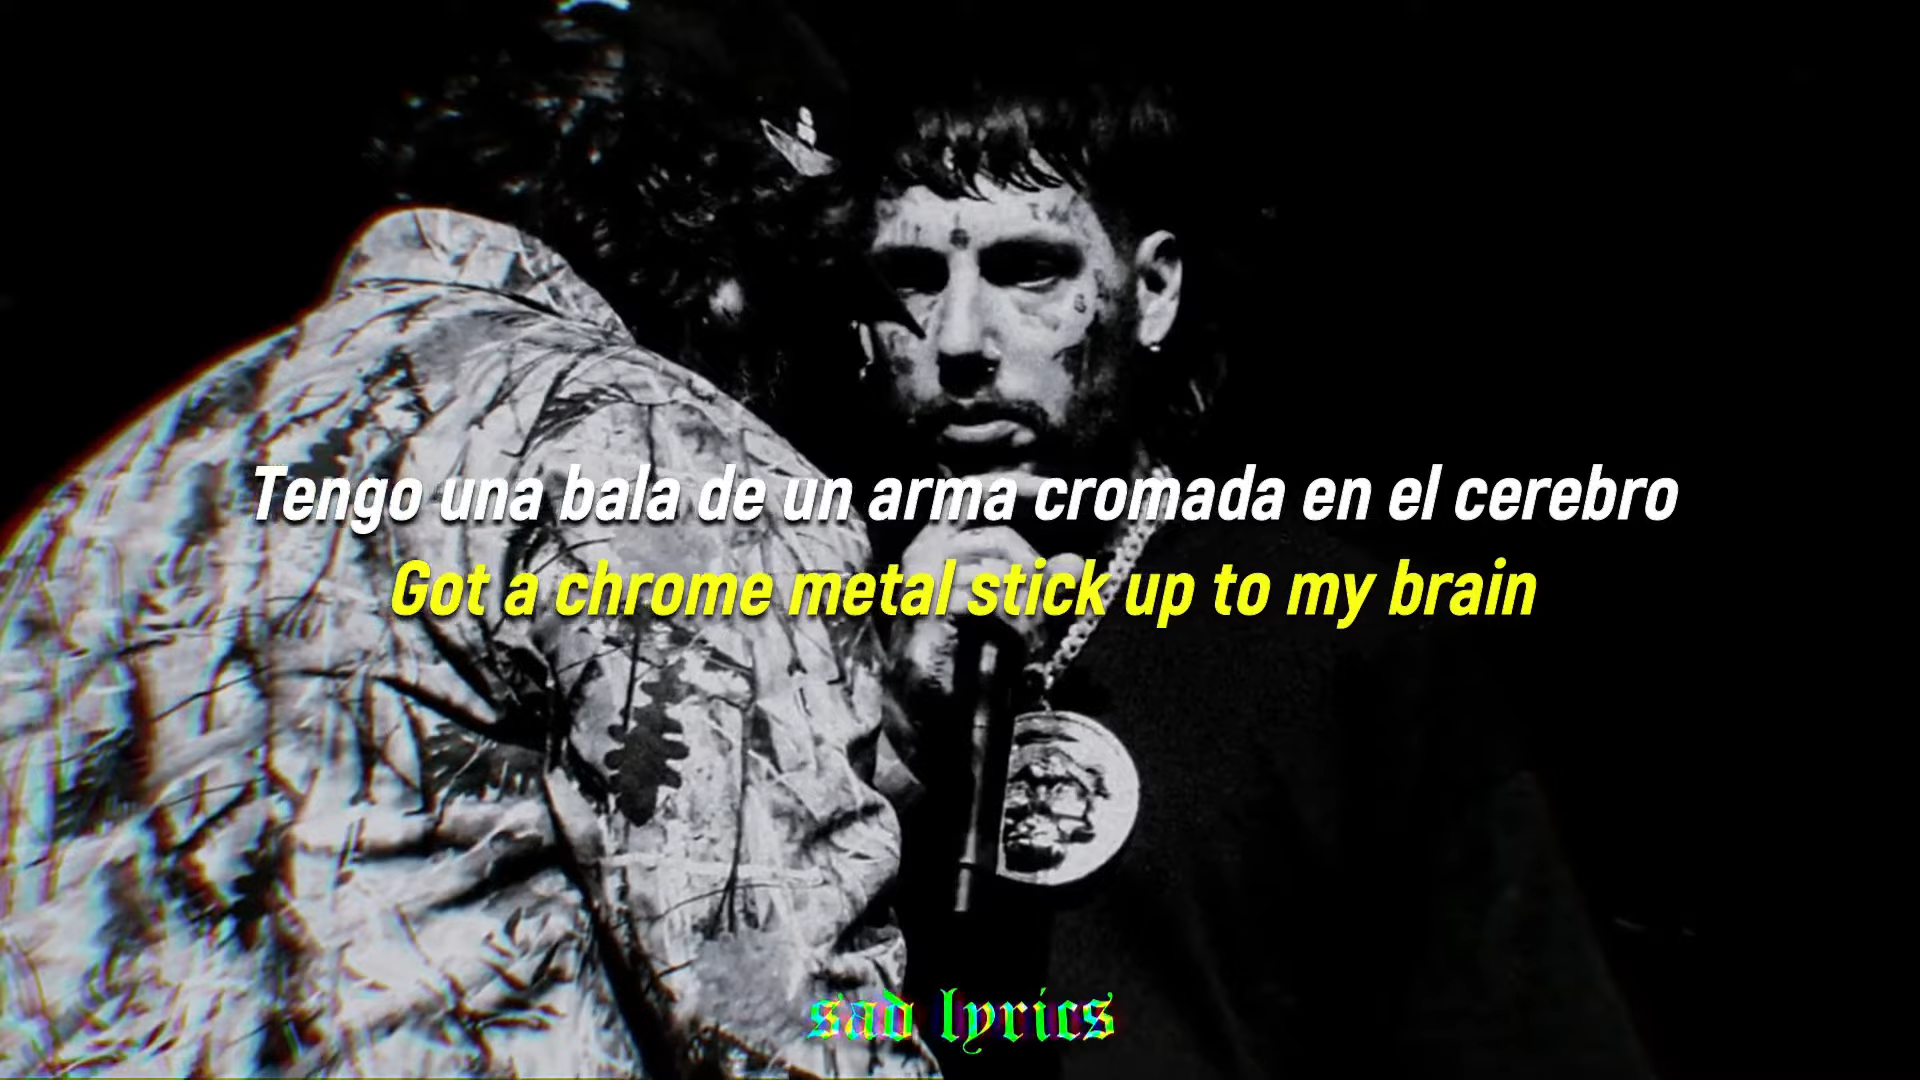 Tengo una bala de un arma cromada en el cerebro
Got a chrome metal stick up to my brain
sad lyrics